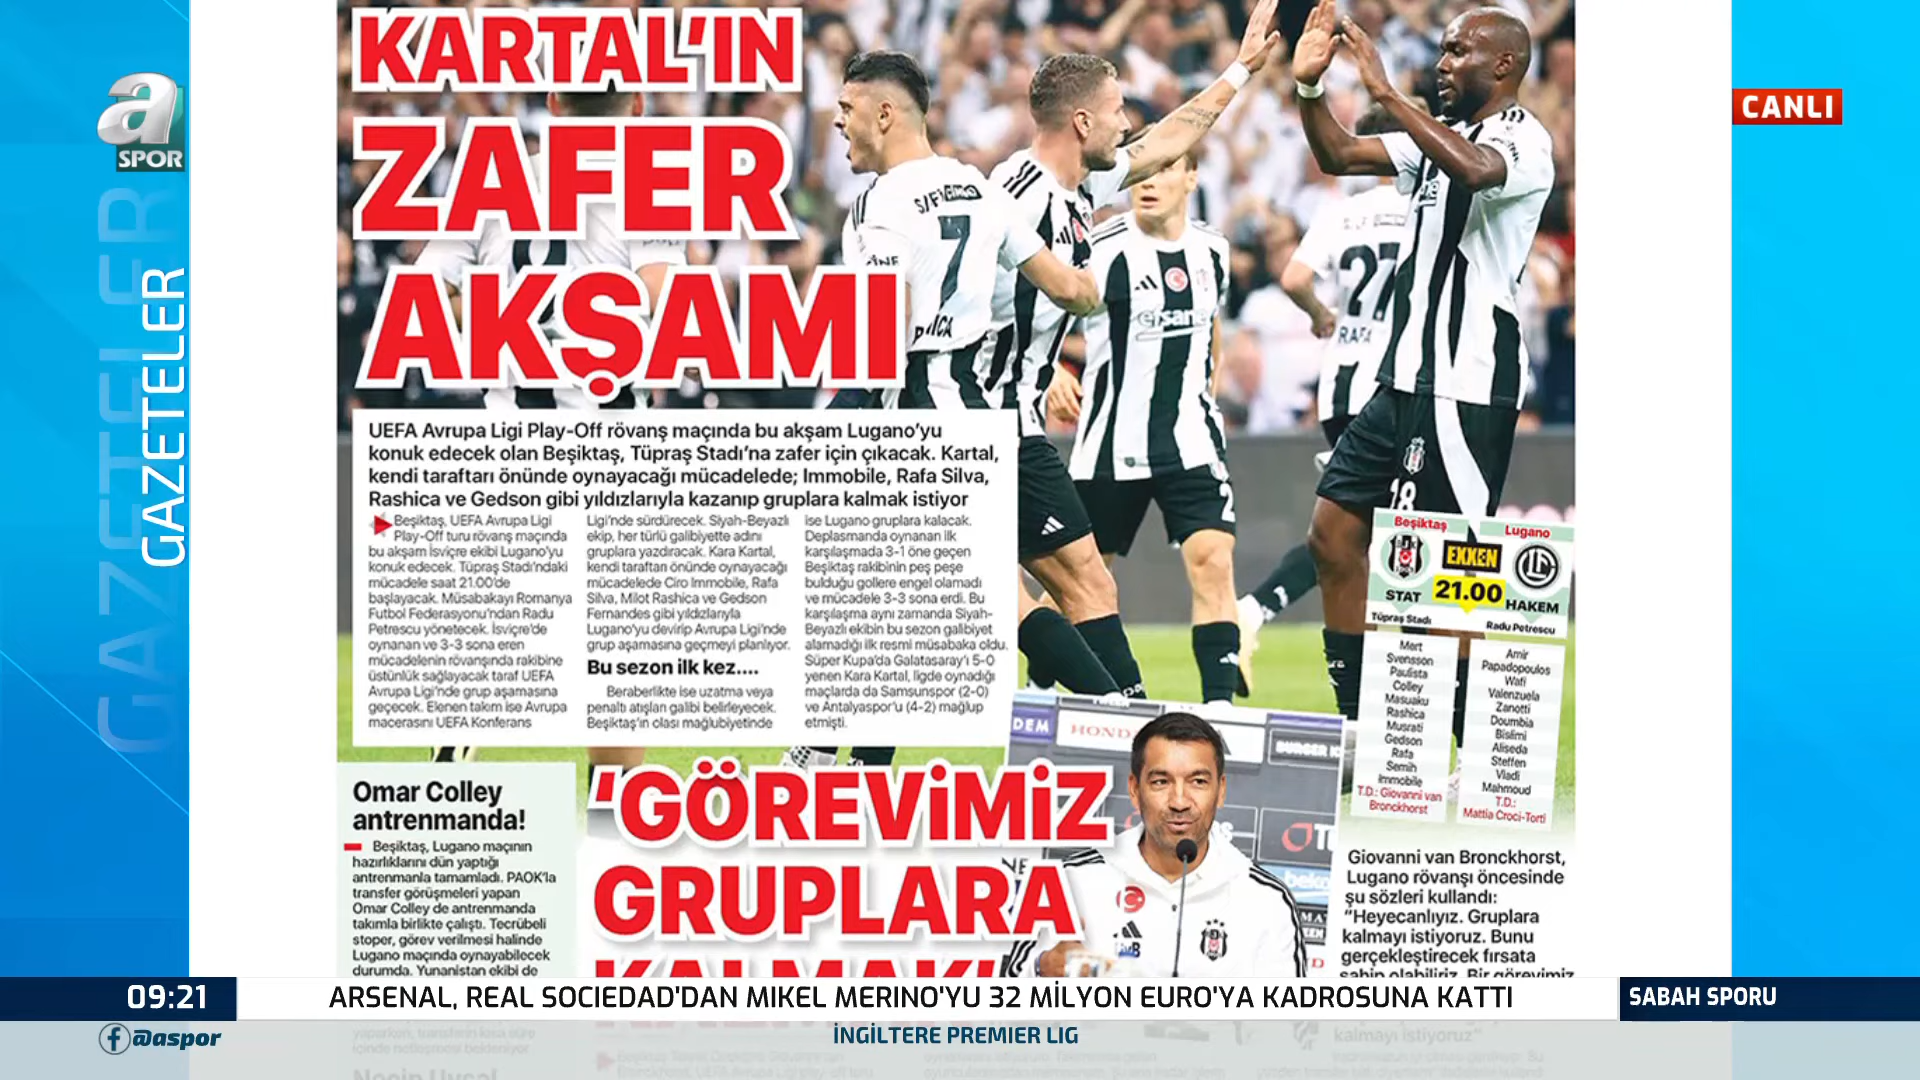 KARTAL'IN
ZAFER
AKŞAMI
a
SPOR
GAZETELER
GAZETELER
CANLI
7
27
RAFA
efsane
18
2
UEFA Avrupa Ligi Play-Off rövanş maçında bu akşam Lugano'yu
konuk edecek olan Beşiktaş, Tüpraş Stadı'na zafer için çıkacak. Kartal,
kendi taraftarı önünde oynayacağı mücadelede; Immobile, Rafa Silva,
Rashica ve Gedson gibi yıldızlarıyla kazanıp gruplara kalmak istiyor
Beşiktaş, UEFA Avrupa Ligi
Play-Off turu rövanş maçında
bu akşam İsviçre ekibi Lugano'yu
konuk edecek. Tüpraş Stadı'ndaki
mücadele saat 21.00'de
başlayacak. Müsabakayı Romanya
Futbol Federasyonu'ndan Radu
Petrescu yönetecek. İsviçre'de
oynanan ve 3-3 sona eren
mücadelenin rövanşında rakibine
üstünlük sağlayacak taraf UEFA
Avrupa Ligi'nde grup aşamasına
geçecek. Elenen takım ise Avrupa
macerasını UEFA Konferans
Ligi'nde sürdürecek. Siyah-Beyazlı
ekip, her türlü galibiyette adını
gruplara yazdıracak. Kara Kartal,
kendi taraftarı önünde oynayacağı
mücadelede Ciro Immobile, Rafa
Silva, Milot Rashica ve Gedson
Fernandes gibi yıldızlarıyla
Lugano'yu devirip Avrupa Ligi'nde
grup aşamasına geçmeyi planlıyor.
Bu sezon ilk kez....
Beraberlikte ise uzatma veya
penaltı atışları galibi belirleyecek.
Beşiktaş'ın olası mağlubiyetinde
ise Lugano gruplara kalacak.
Deplasmanda oynanan ilk
karşılaşmada 3-1 öne geçen
Beşiktaş rakibinin peş peşe
bulduğu gollere engel olamadı
ve mücadele 3-3 sona erdi. Bu
karşılaşma aynı zamanda Siyah-
Beyazlı ekibin bu sezon galibiyet
alamadığı ilk resmi müsabaka oldu.
Süper Kupa'da Galatasaray'ı 5-0
yenen Kara Kartal, ligde oynadığı
maçlarda da Samsunspor (2-0)
ve Antalyaspor'u (4-2) mağlup
etmişti.
Beşiktaş
Lugano
EXXEN
21.00
STAT
HAKEM
Tüpraş Stadı
Radu Petrescu
Mert
Svensson
Paulista
Colley
Masuaku
Rashica
Musrati
Gedson
Rafa
Semih
Immobile
T.D.: Giovanni van
Bronckhorst
Amir
Papadopoulos
Wafi
Valenzuela
Zanotti
Doumbia
Bislimi
Aliseda
Steffen
Vladi
Mahmoud
T.D.:
Mattia Croci-Torti
Omar Colley
antrenmanda!
Beşiktaş, Lugano maçının
hazırlıklarını dün yaptığı
antrenmanla tamamladı. PAOK'la
transfer görüşmeleri yapan
Omar Colley de antrenmanda
takımla birlikte çalıştı. Tecrübeli
stoper, görev verilmesi halinde
Lugano maçında oynayabilecek
durumda. Yunanistan ekibi de
'GÖREVİMİZ
GRUPLARA
KALMAK'
DEM
HOND
BURGER K
beko
Giovanni van Bronckhorst,
Lugano rövanşı öncesinde
şu sözleri kullandı:
"Heyecanlıyız. Gruplara
kalmayı istiyoruz. Bunu
gerçekleştirecek fırsata
sahip olabiliriz. Bir görevimiz
09:21
ARSENAL, REAL SOCIEDAD'DAN MIKEL MERINO'YU 32 MİLYON EURO'YA KADROSUNA KATTI
SABAH SPORU
@aspor
İNGİLTERE PREMIER LIG
kalmayı istiyoruz"